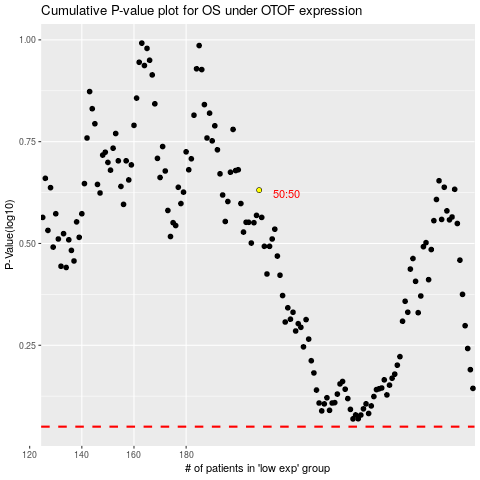 Cumulative P-value plot for OS under OTOF expression
P-Value(log10)
1.00
0.75
0.50
0.25
50:50
120 140 160 180
# of patients in 'low exp' group